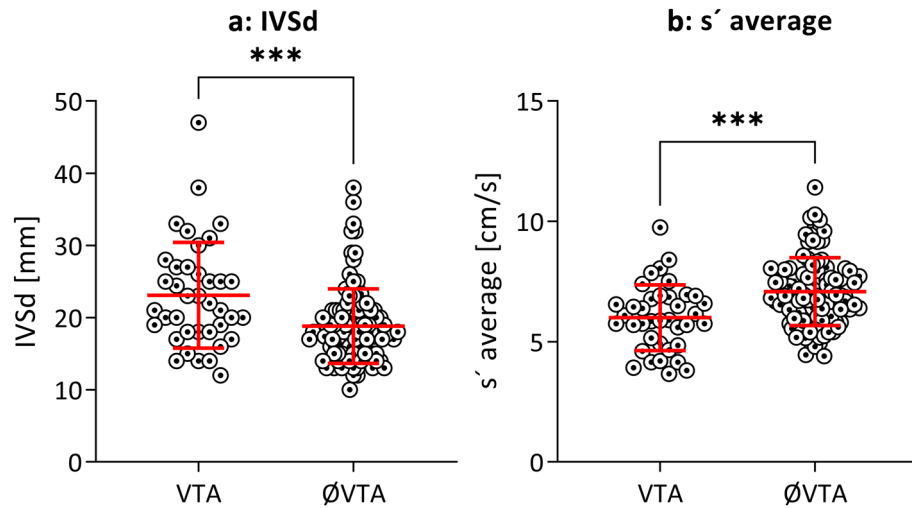 a: IVSd
***
IVSd [mm]
50
40
30
20
10
0
VTA
ØVTA
b: s´ average
***
s´ average [cm/s]
15
10
5
0
VTA
ØVTA